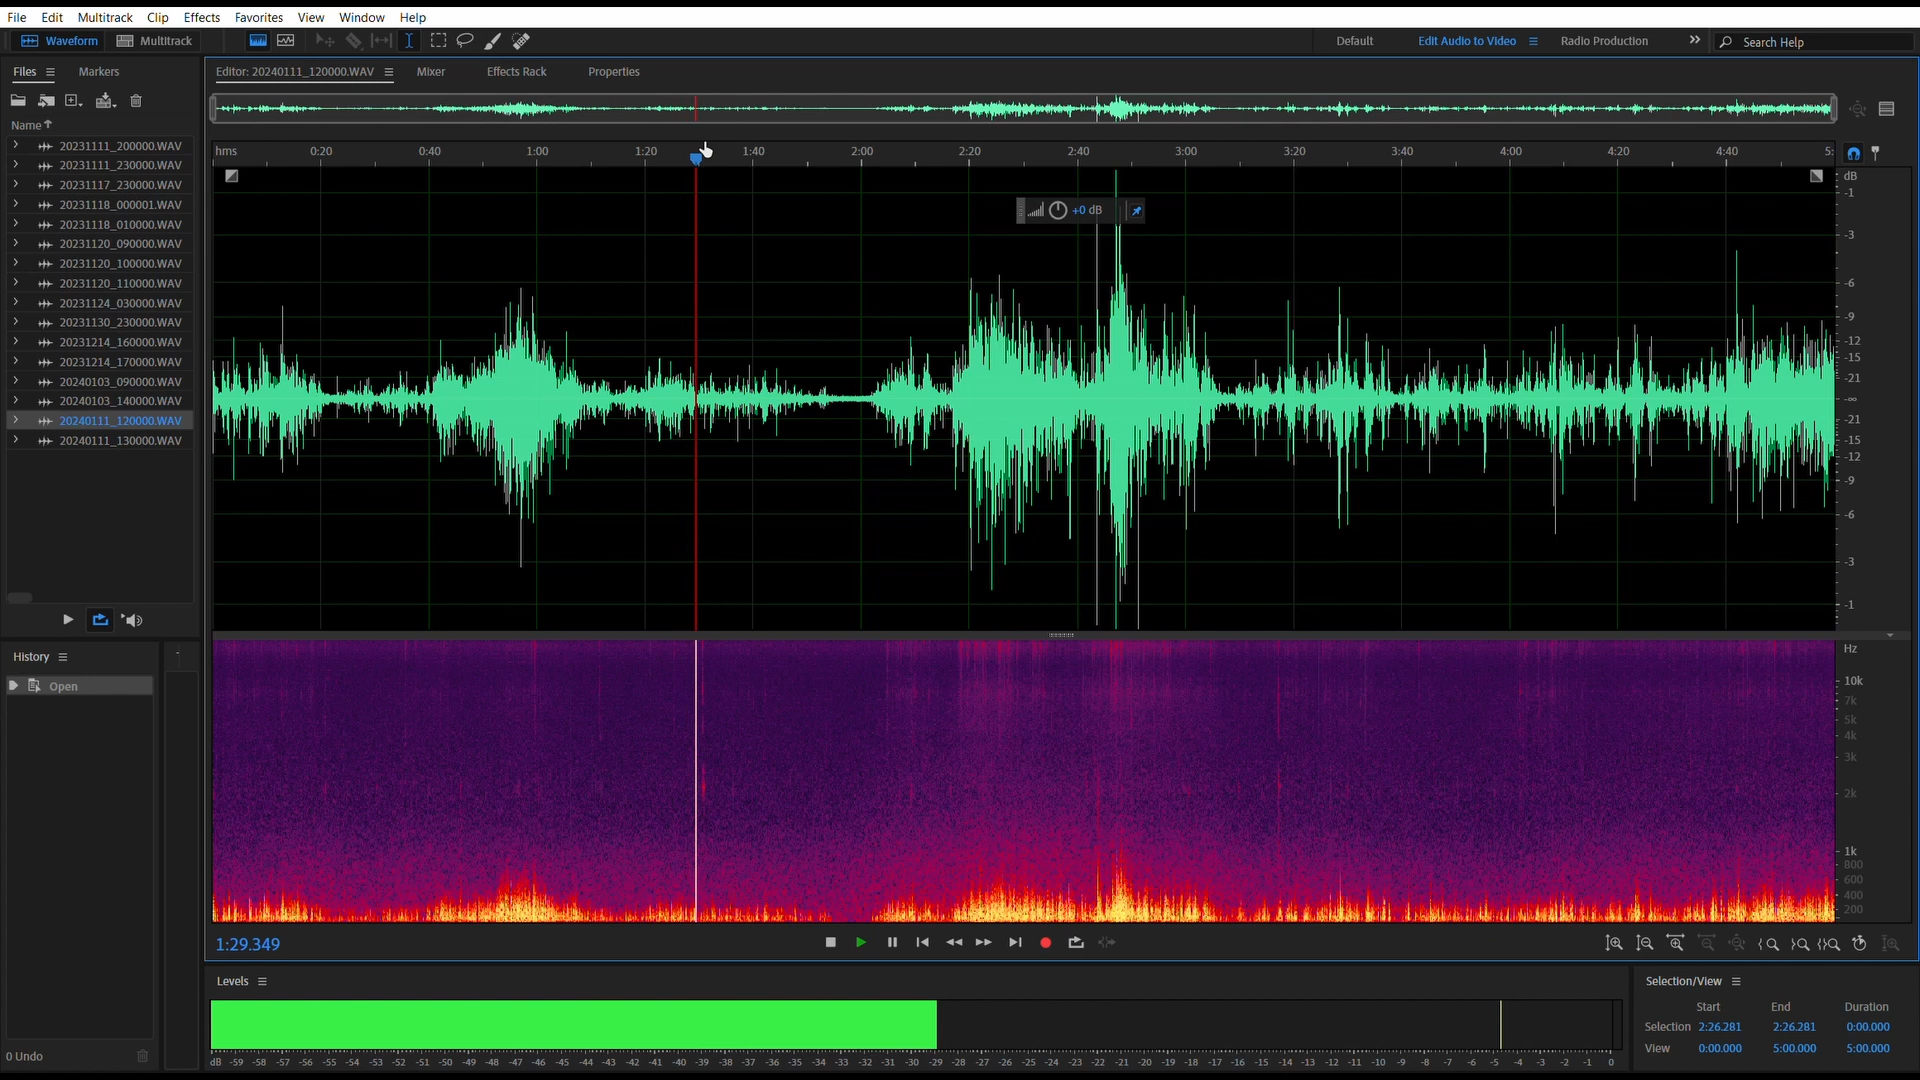 File Edit Multitrack Clip Effects Favorites View Window Help
Waveform Multitrack Default Edit Audio to Video Radio Production Search Help
Files Markers
Editor: 20240111_120000.WAV Mixer Effects Rack Properties
Name
20231111_200000.WAV
20231111_230000.WAV
20231117_230000.WAV
20231118_000001.WAV
20231118_010000.WAV
20231120_090000.WAV
20231120_100000.WAV
20231120_110000.WAV
20231124_030000.WAV
20231130_230000.WAV
20231214_160000.WAV
20231214_170000.WAV
20240103_090000.WAV
20240103_140000.WAV
20240111_120000.WAV
20240111_130000.WAV
hms 0:20 0:40 1:00 1:20 1:40 2:00 2:20 2:40 3:00 3:20 3:40 4:00 4:20 4:40 5:
+0 dB
dB
-1
-3
-6
-9
-12
-15
-21
-∞
-21
-15
-12
-9
-6
-3
-1
Hz
10k
7k
5k
4k
3k
2k
1k
800
600
400
200
History
Open
0 Undo
1:29.349
Levels
dB -59 -58 -57 -56 -55 -54 -53 -52 -51 -50 -49 -48 -47 -46 -45 -44 -43 -42 -41 -40 -39 -38 -37 -36 -35 -34 -33 -32 -31 -30 -29 -28 -27 -26 -25 -24 -23 -22 -21 -20 -19 -18 -17 -16 -15 -14 -13 -12 -11 -10 -9 -8 -7 -6 -5 -4 -3 -2 -1 0
Selection/View
Start End Duration
Selection 2:26.281 2:26.281 0:00.000
View 0:00.000 5:00.000 5:00.000